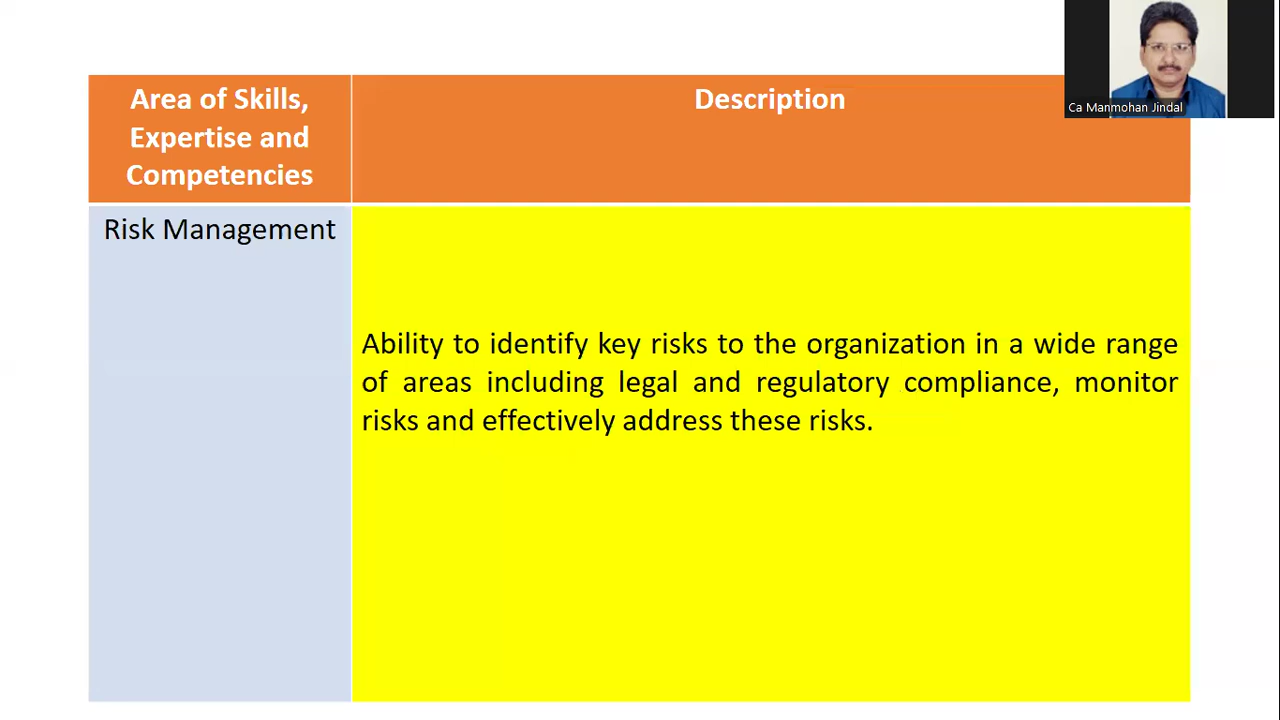 Ca Manmohan Jindal
Area of Skills,
Expertise and
Competencies
Description
Risk Management
Ability to identify key risks to the organization in a wide range
of areas including legal and regulatory compliance, monitor
risks and effectively address these risks.